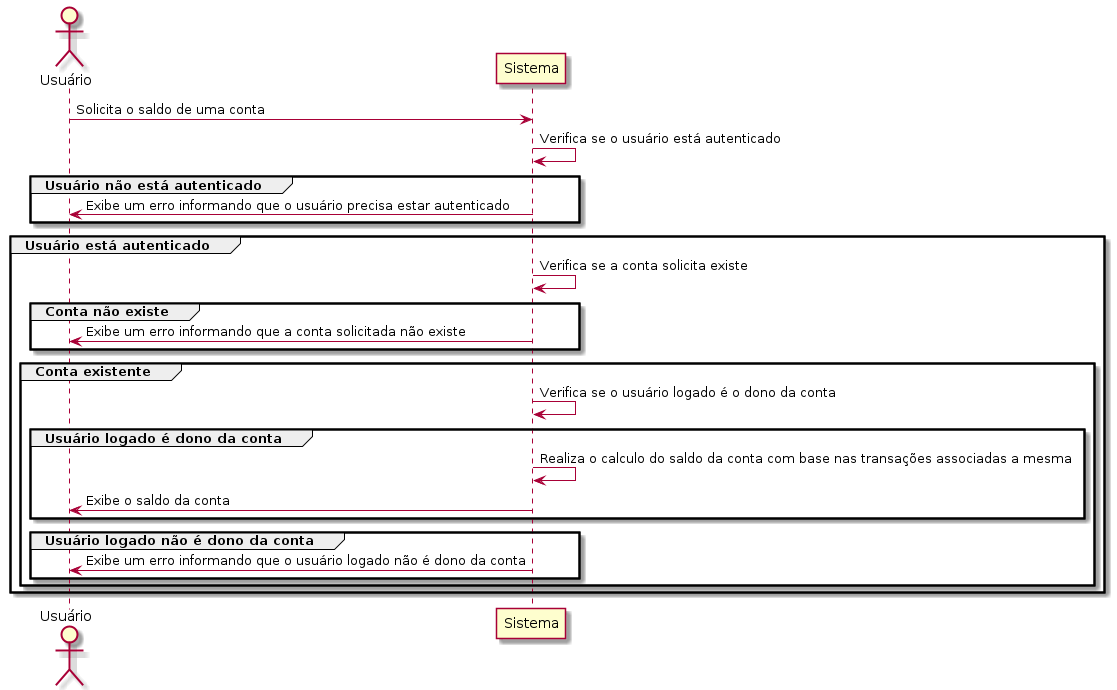 Usuário
Sistema
Solicita o saldo de uma conta
Verifica se o usuário está autenticado
Usuário não está autenticado
Exibe um erro informando que o usuário precisa estar autenticado
Usuário está autenticado
Verifica se a conta solicita existe
Conta não existe
Exibe um erro informando que a conta solicitada não existe
Conta existente
Verifica se o usuário logado é o dono da conta
Usuário logado é dono da conta
Realiza o calculo do saldo da conta com base nas transações associadas a mesma
Exibe o saldo da conta
Usuário logado não é dono da conta
Exibe um erro informando que o usuário logado não é dono da conta
Usuário
Sistema